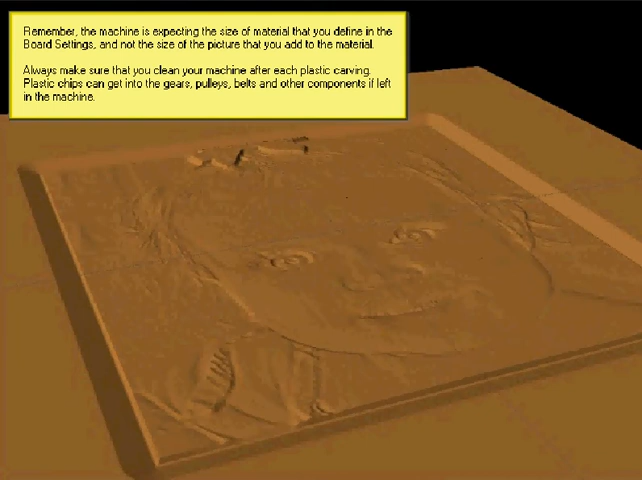 Remember, the machine is expecting the size of material that you define in the
Board Settings, and not the size of the picture that you add to the material.
Always make sure that you clean your machine after each plastic carving.
Plastic chips can get into the gears, pulleys, belts and other components if left
in the machine.